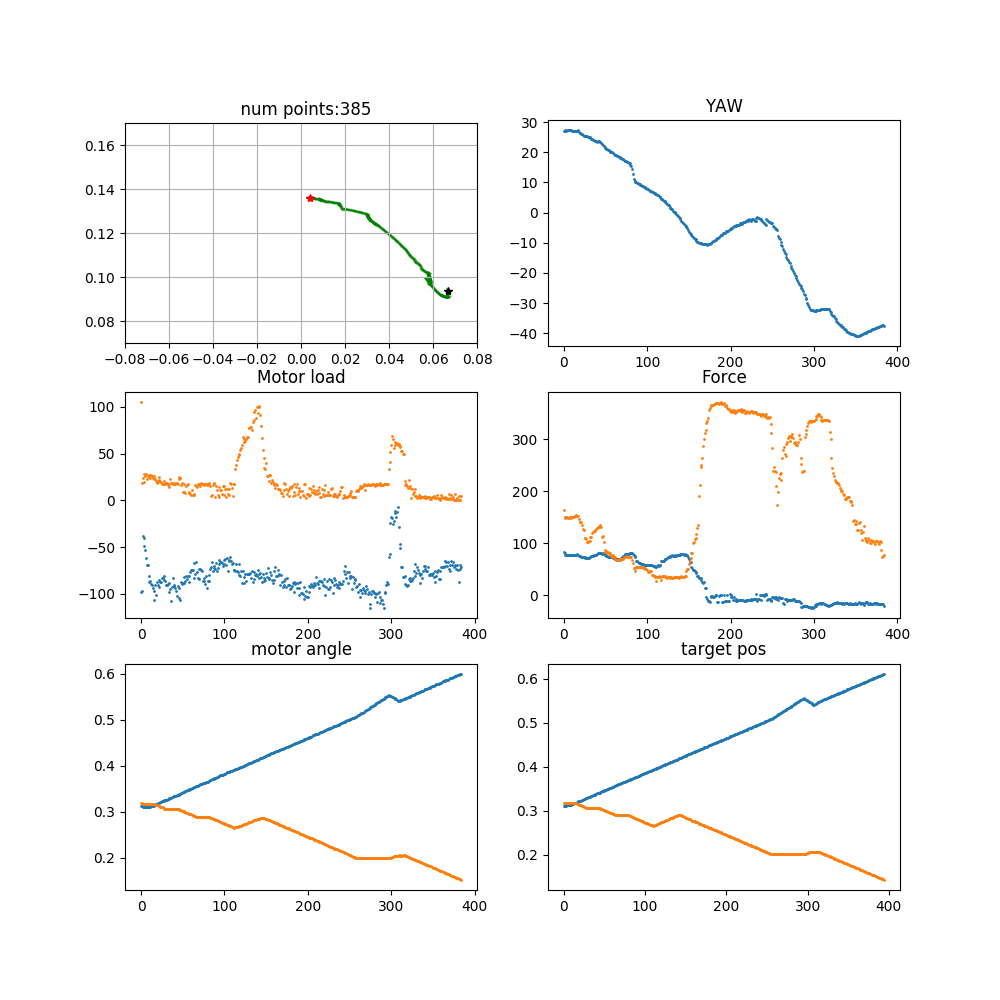 num points:385
0.16
0.14
0.12
0.10
0.08
−0.08 −0.06 −0.04 −0.02 0.00 0.02 0.04 0.06 0.08
YAW
30
20
10
0
−10
−20
−30
−40
0 100 200 300 400
Motor load
100
50
0
−50
−100
0 100 200 300 400
Force
300
200
100
0
0 100 200 300 400
motor angle
0.6
0.5
0.4
0.3
0.2
0 100 200 300 400
target pos
0.6
0.5
0.4
0.3
0.2
0 100 200 300 400